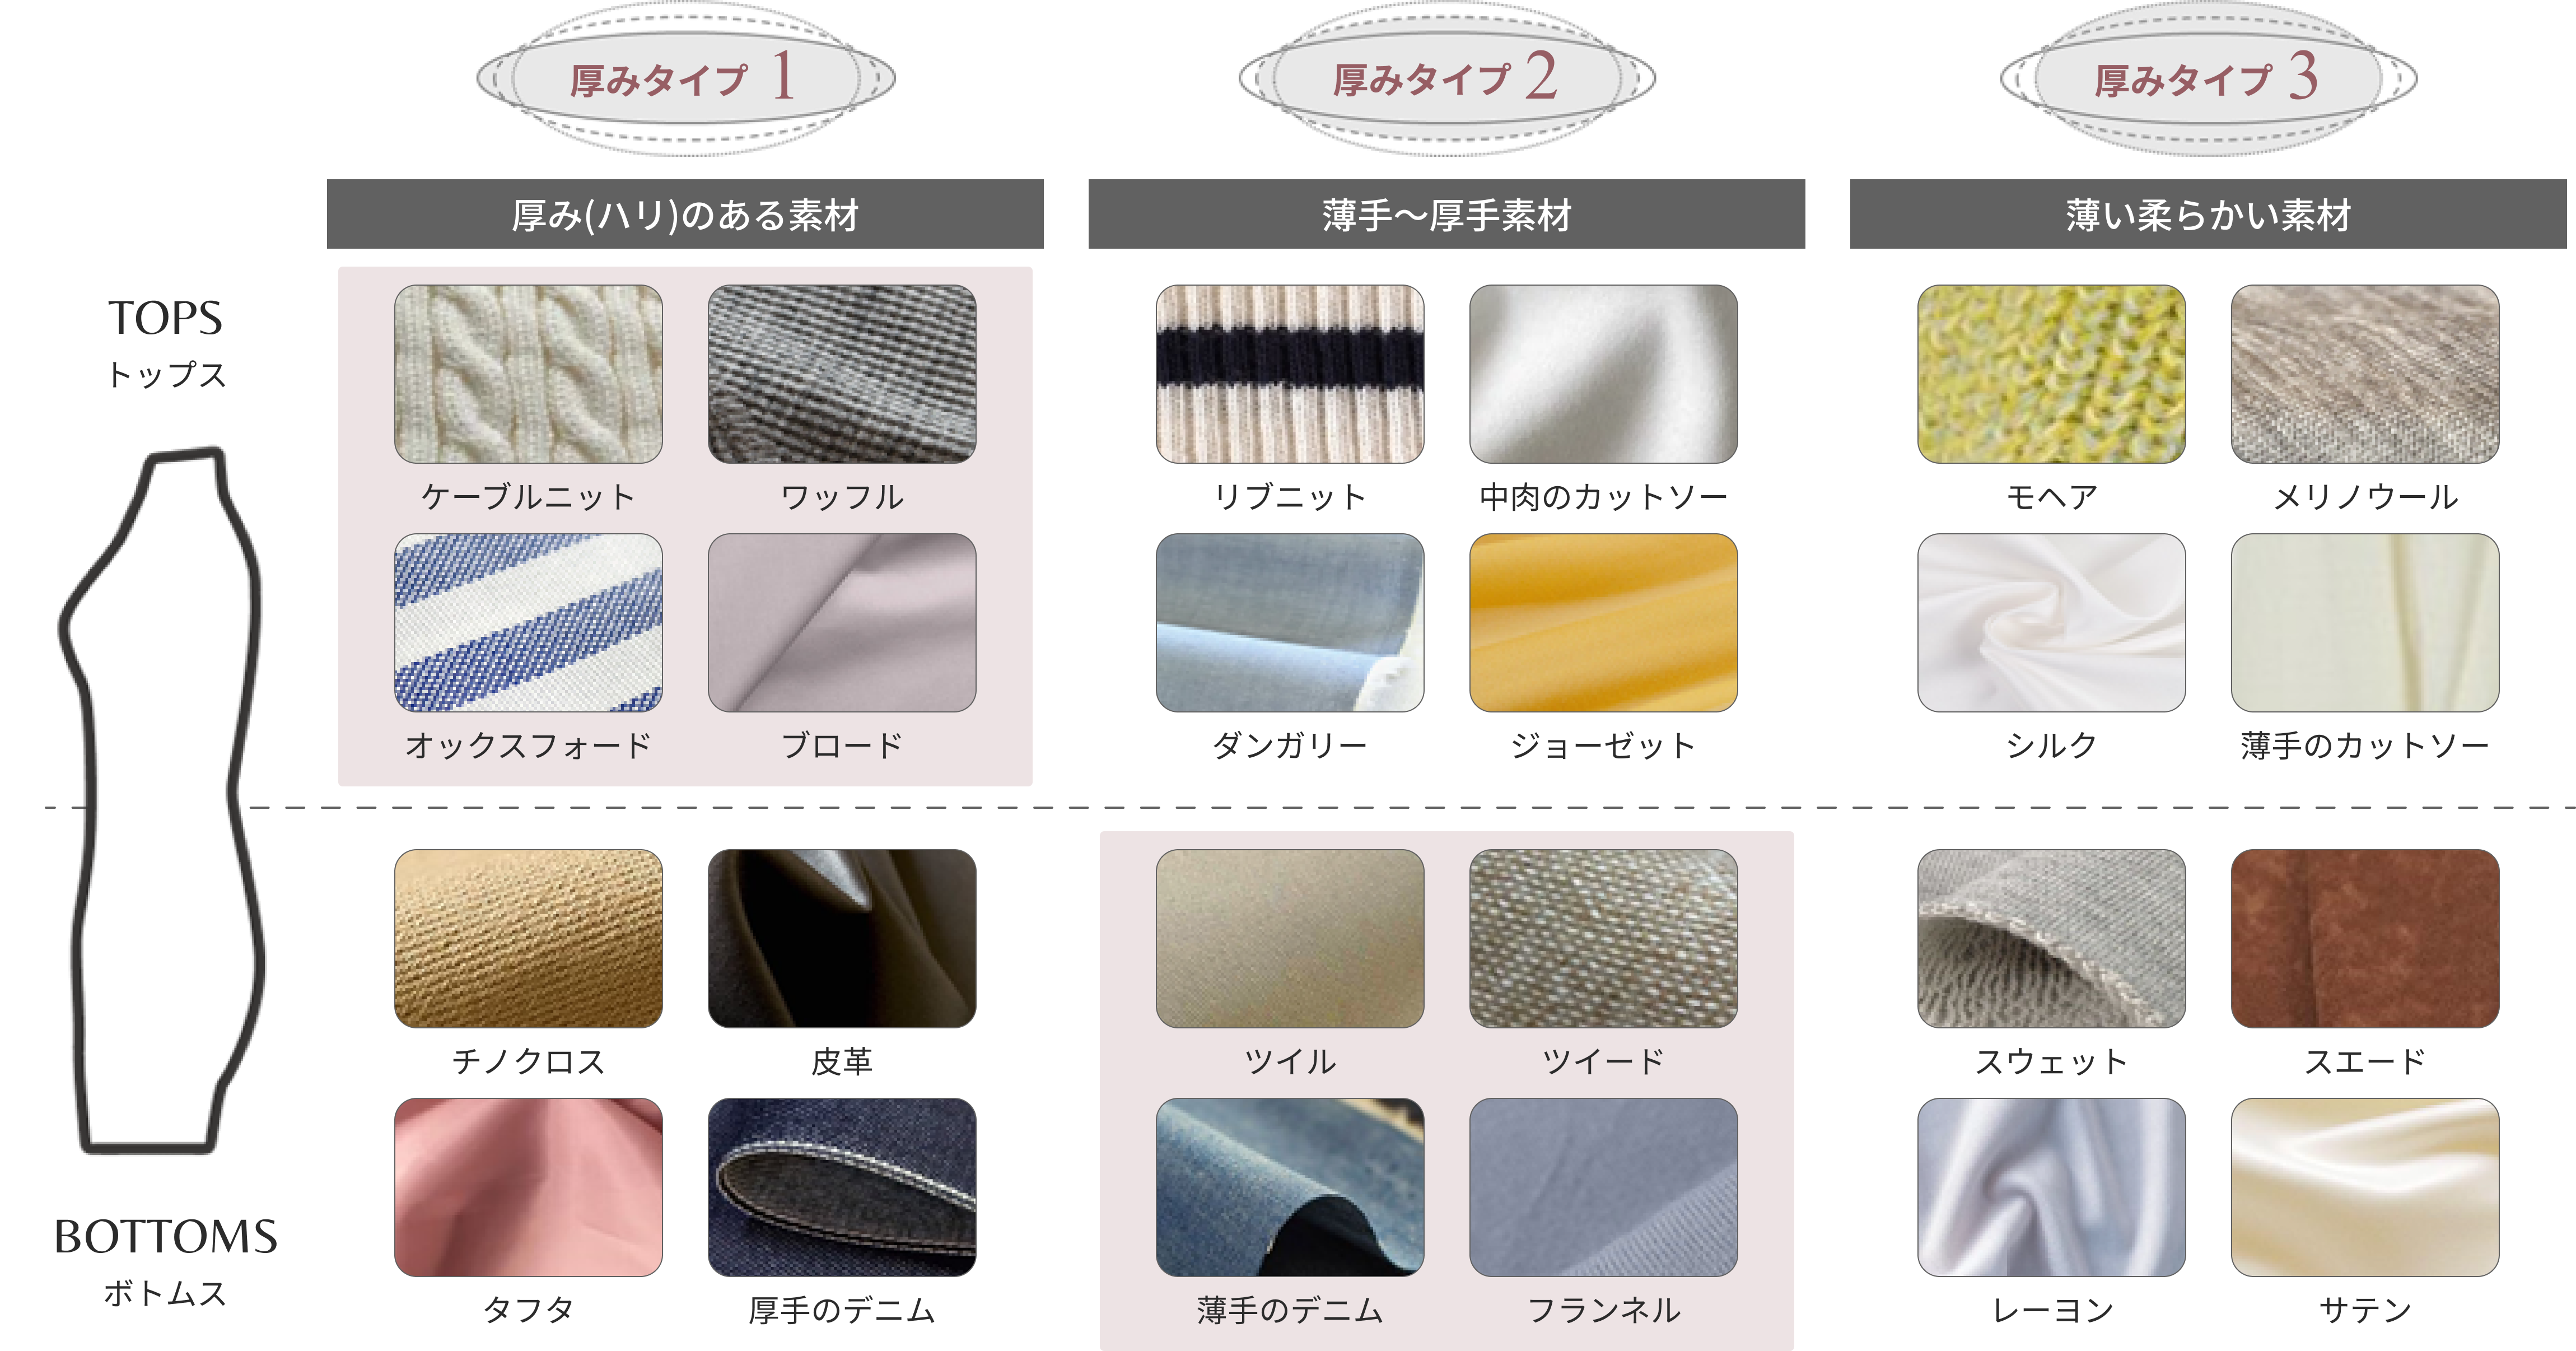 厚みタイプ 1
厚みタイプ 2
厚みタイプ 3
厚み(ハリ)のある素材
薄手～厚手素材
薄い柔らかい素材
TOPS
トップス
ケーブルニット
ワッフル
リブニット
中肉のカットソー
モヘア
メリノウール
オックスフォード
ブロード
ダンガリー
ジョーゼット
シルク
薄手のカットソー
チノクロス
皮革
ツイル
ツイード
スウェット
スエード
BOTTOMS
ボトムス
タフタ
厚手のデニム
薄手のデニム
フランネル
レーヨン
サテン